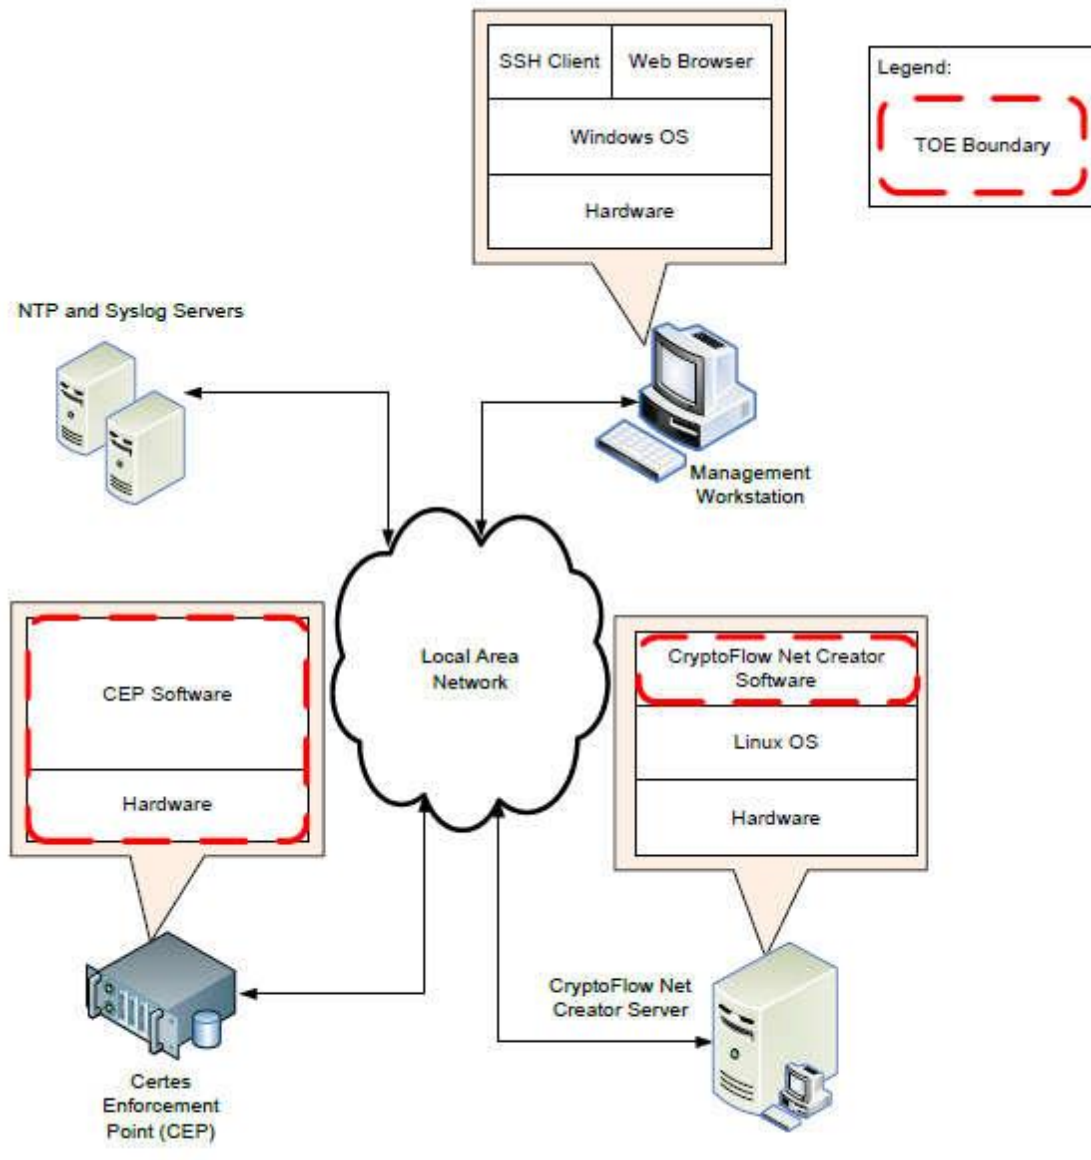 SSH Client
Web Browser
Windows OS
Hardware
Legend:
TOE Boundary
NTP and Syslog Servers
Management
Workstation
Local Area
Network
CEP Software
Hardware
CryptoFlow Net Creator
Software
Linux OS
Hardware
Certes
Enforcement
Point (CEP)
CryptoFlow Net
Creator Server